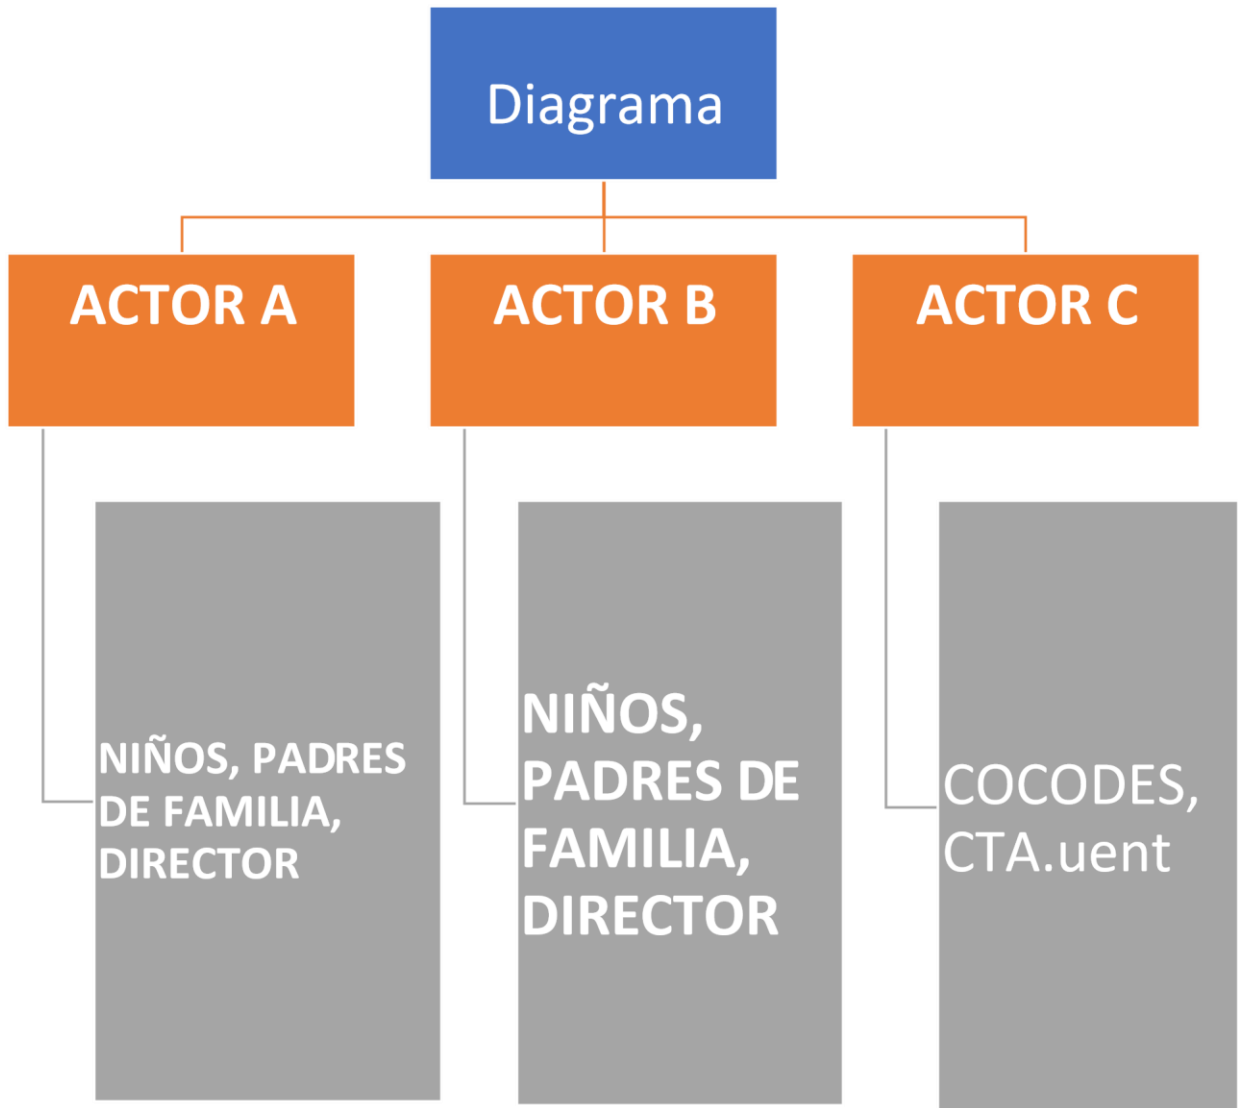 Diagrama
ACTOR A
ACTOR B
ACTOR C
NIÑOS, PADRES
DE FAMILIA,
DIRECTOR
NIÑOS,
PADRES DE
FAMILIA,
DIRECTOR
COCODES,
CTA.uent